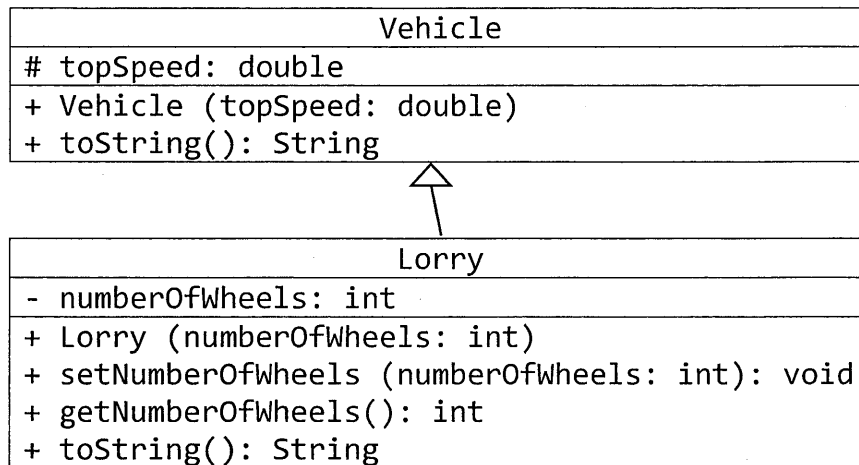 Vehicle
# topSpeed: double
+ Vehicle (topSpeed: double)
+ toString(): String
Lorry
- numberOfWheels: int
+ Lorry (numberOfWheels: int)
+ setNumberOfWheels (numberOfWheels: int): void
+ getNumberOfWheels(): int
+ toString(): String